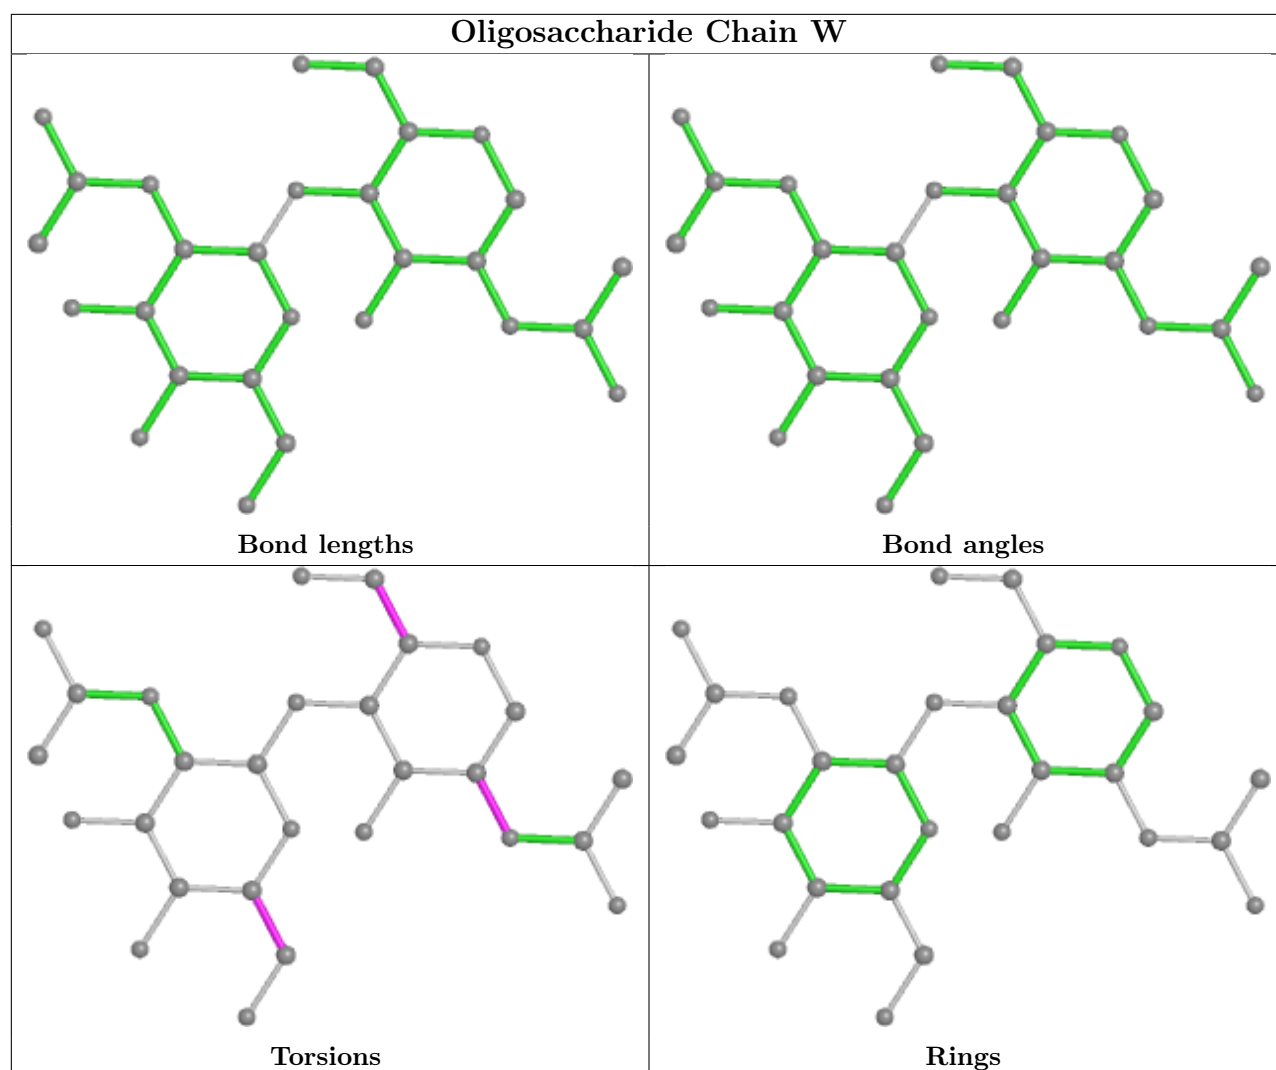 Oligosaccharide Chain W
Bond lengths
Bond angles
Torsions
Rings